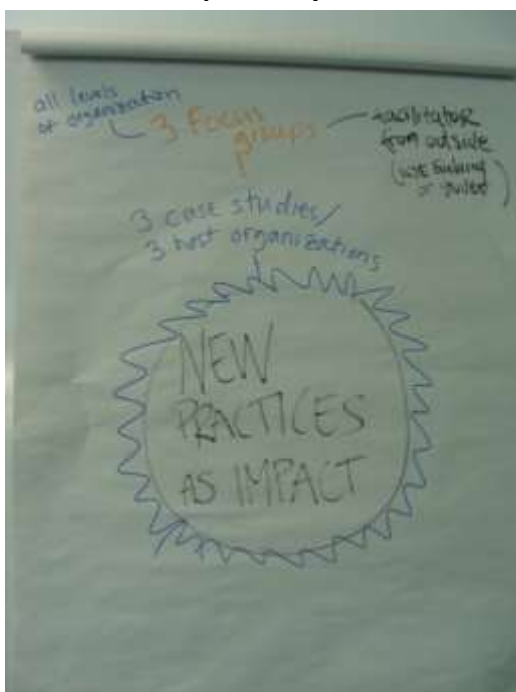 all levels
of organization
3 Focus
groups
facilitator
from outside
(
or
)
3 case studies/
3 host organizations
NEW
PRACTICES
AS IMPACT